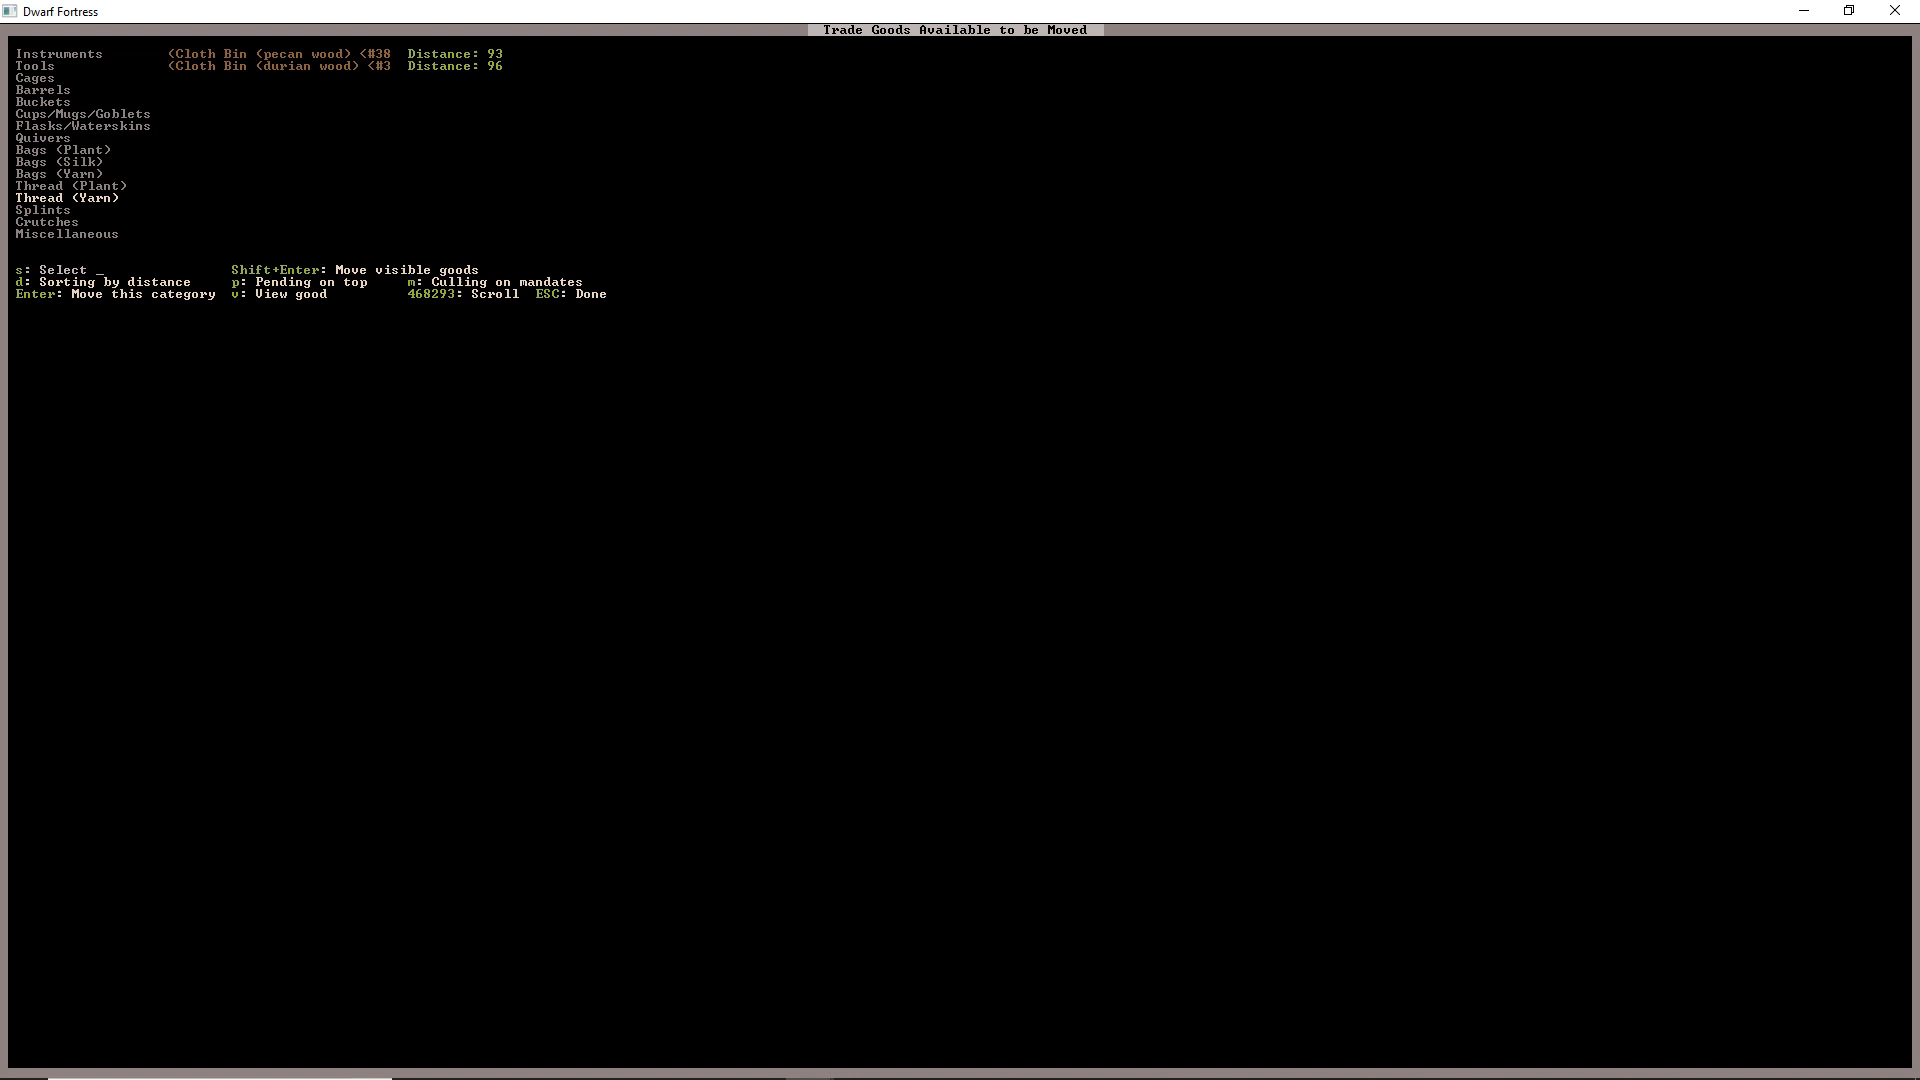 Dwarf Fortress
Trade Goods Available to be Moved
Instruments (Cloth Bin (pecan wood) <#38 Distance: 93
Tools (Cloth Bin (durian wood) <#3 Distance: 96
Cages
Barrels
Buckets
Cups/Mugs/Goblets
Flasks/Waterskins
Quivers
Bags (Plant)
Bags (Silk)
Bags (Yarn)
Thread (Plant)
Thread (Yarn)
Splints
Crutches
Miscellaneous
s: Select _ Shift+Enter: Move visible goods
d: Sorting by distance p: Pending on top m: Culling on mandates
Enter: Move this category v: View good 468293: Scroll ESC: Done